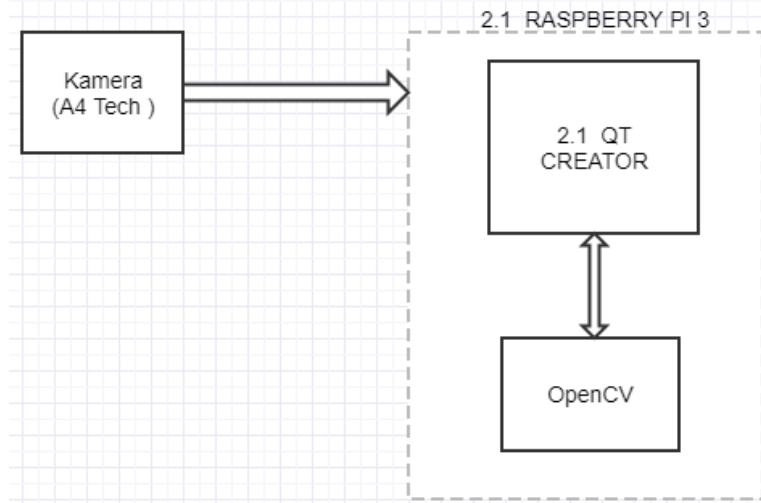 2.1 RASPBERRY PI 3
Kamera
(A4 Tech )
2.1 QT
CREATOR
OpenCV